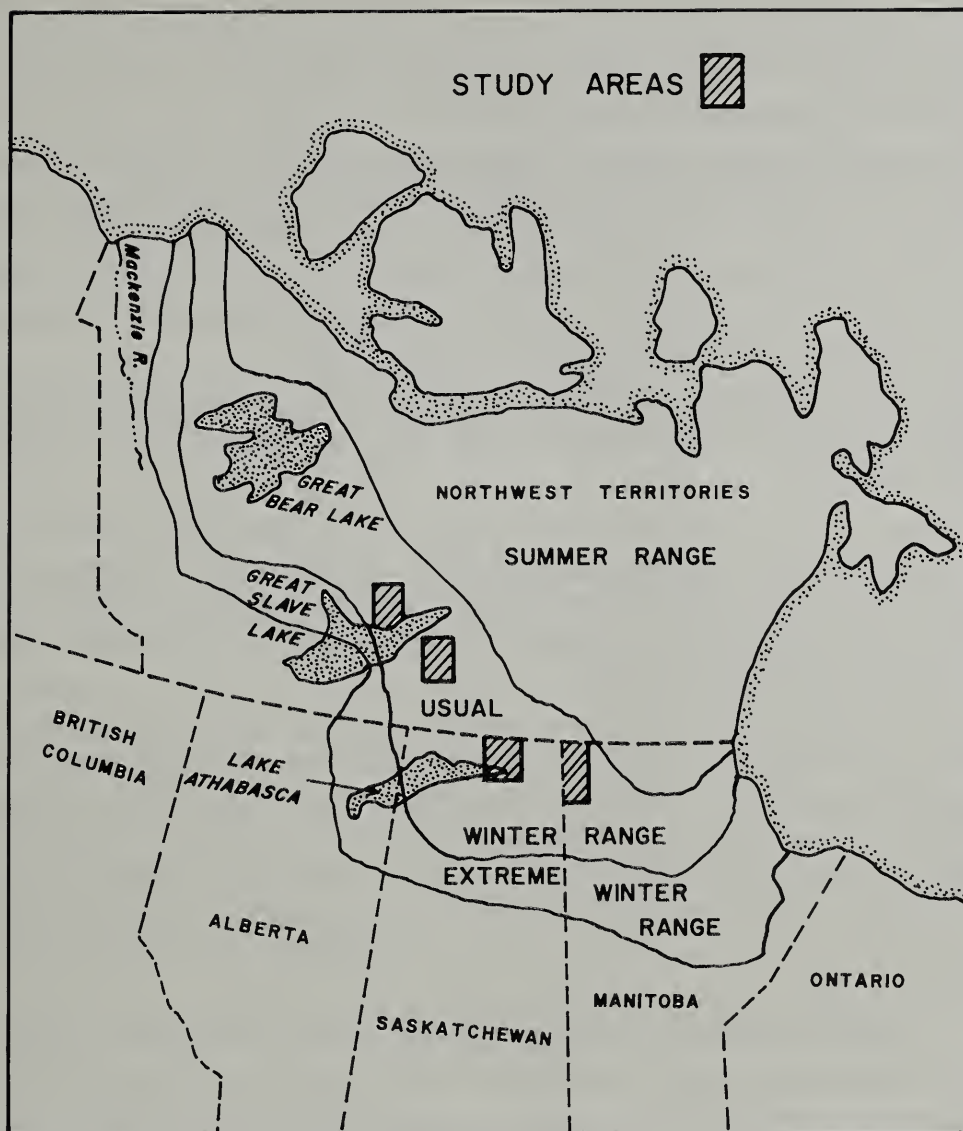 STUDY AREAS
Mackenzie R.
GREAT
BEAR LAKE
NORTHWEST TERRITORIES
SUMMER RANGE
GREAT
SLAVE
LAKE
USUAL
BRITISH
COLUMBIA
LAKE
ATHABASCA
WINTER RANGE
EXTREME WINTER
RANGE
ALBERTA
SASKATCHEWAN
MANITOBA
ONTARIO